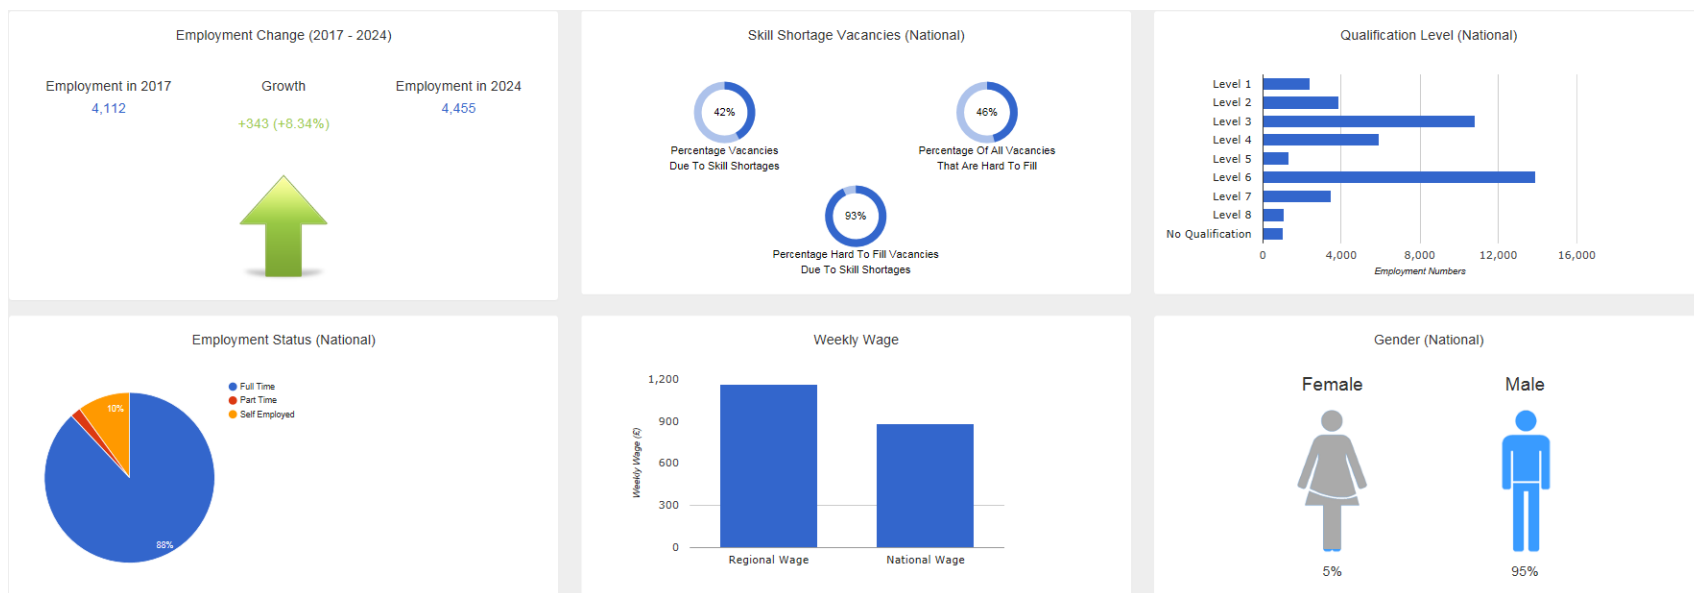 Employment Change (2017 - 2024)
Employment in 2017
Growth
Employment in 2024
4,112
+343 (+8.34%)
4,455
Skill Shortage Vacancies (National)
42%
Percentage Vacancies
Due To Skill Shortages
46%
Percentage Of All Vacancies
That Are Hard To Fill
93%
Percentage Hard To Fill Vacancies
Due To Skill Shortages
Qualification Level (National)
Level 1
Level 2
Level 3
Level 4
Level 5
Level 6
Level 7
Level 8
No Qualification
0 4,000 8,000 12,000 16,000
Employment Numbers
Employment Status (National)
Full Time
Part Time
Self Employed
10%
88%
Weekly Wage
Weekly Wage (£)
1,200
900
600
300
0
Regional Wage National Wage
Gender (National)
Female Male
5% 95%